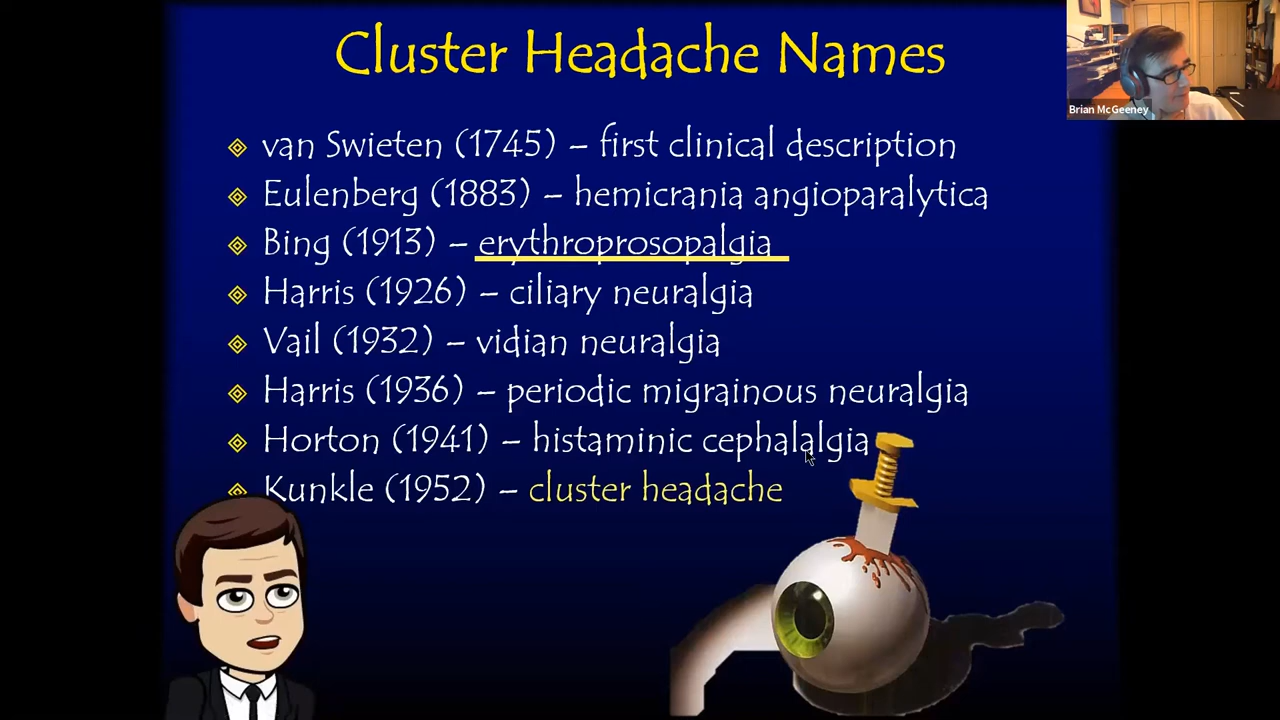 Cluster Headache Names
Brian McGeeney
van Swieten (1745) – first clinical description
Eulenberg (1883) – hemicrania angioparalytica
Bing (1913) – erythroprosopalgia
Harris (1926) – ciliary neuralgia
Vail (1932) – vidian neuralgia
Harris (1936) – periodic migrainous neuralgia
Horton (1941) – histaminic cephalalgia
Kunkle (1952) – cluster headache